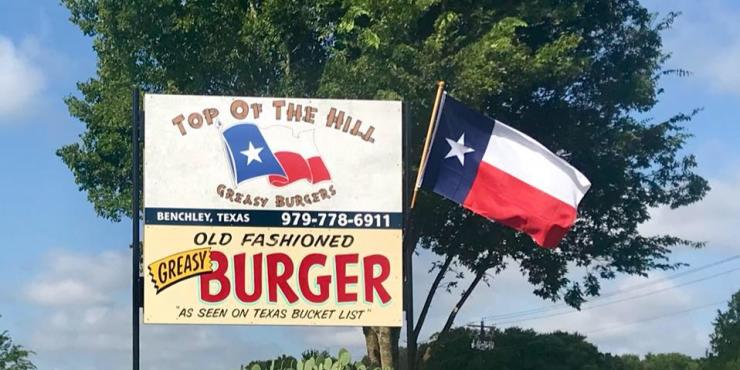 TOP OF THE HILL
GREASY BURGERS
BENCHLEY, TEXAS 979-778-6911
OLD FASHIONED
GREASY BURGER
"AS SEEN ON TEXAS BUCKET LIST"